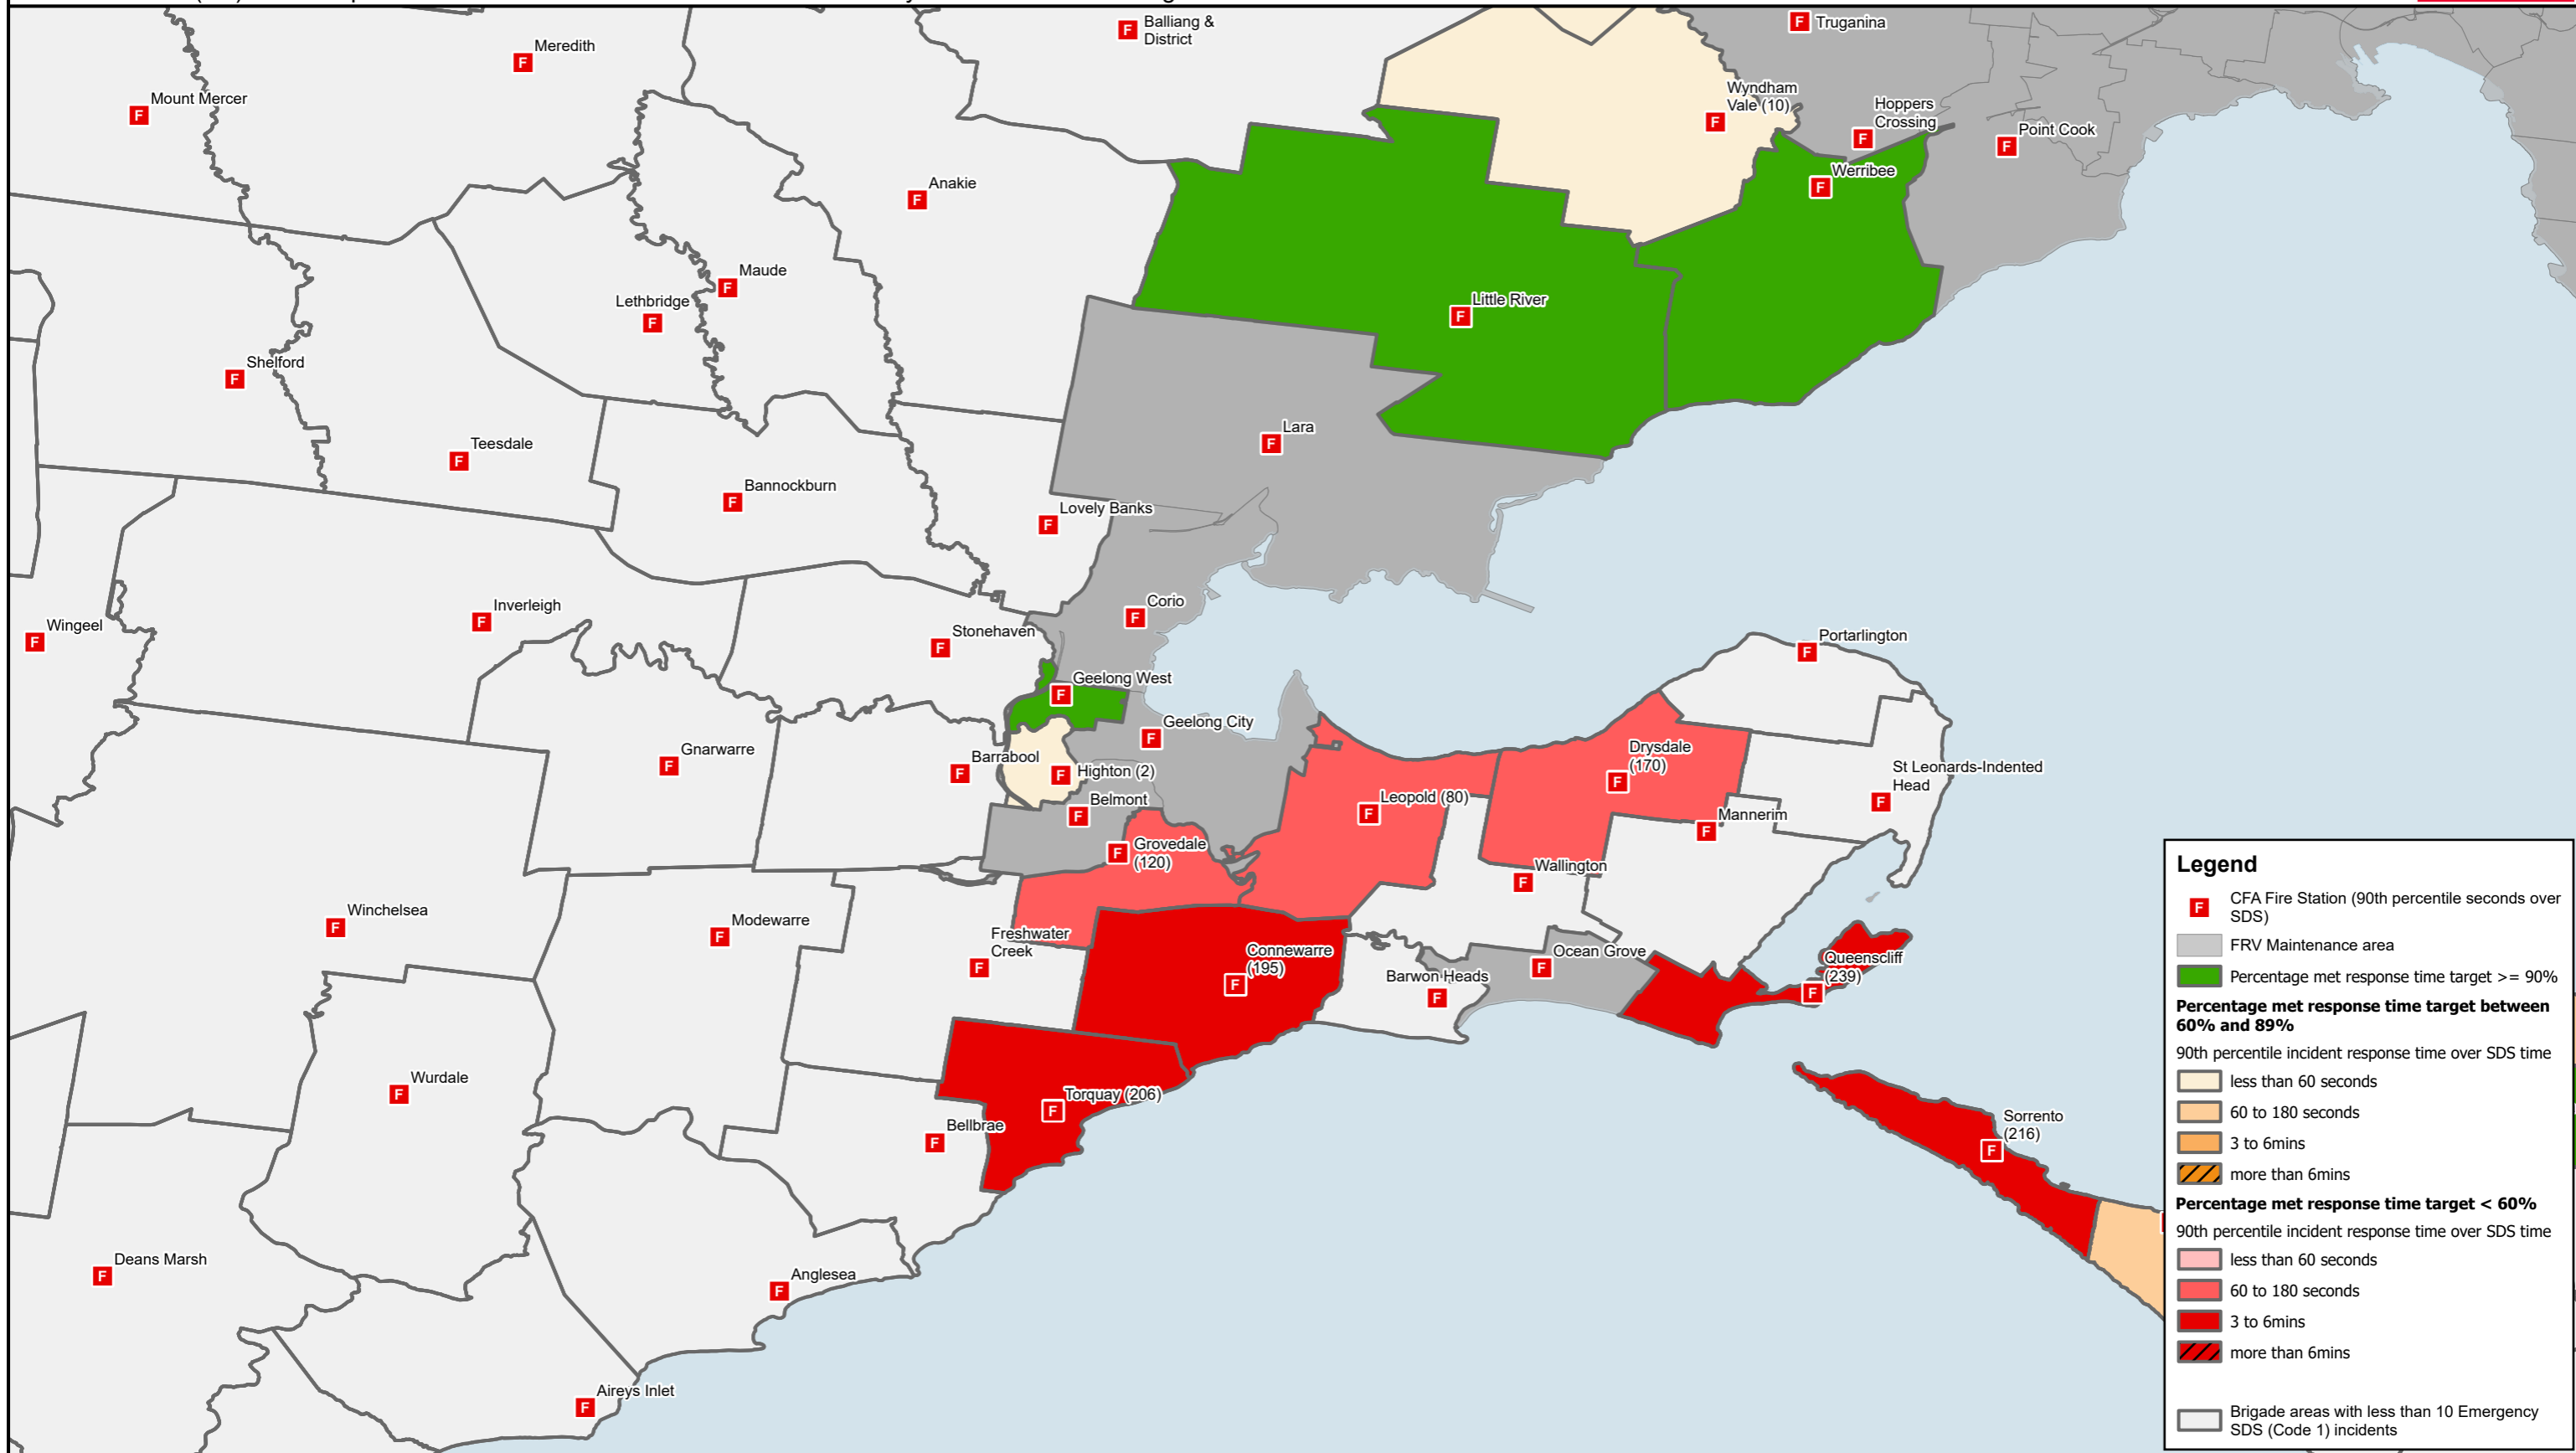 Balliang &
District
Truganina
Meredith
Mount Mercer
Wyndham
Vale (10)
Hoppers
Crossing
Point Cook
Werribee
Anakie
Maude
Lethbridge
Little River
Shelford
Lara
Teesdale
Bannockburn
Lovely Banks
Inverleigh
Corio
Wingeel
Stonehaven
Portarlington
Geelong West
Geelong City
Gnarwarre
Barrabool
Highton (2)
Drysdale
(170)
St Leonards-Indented
Head
Belmont
Leopold (80)
Mannerim
Grovedale
(120)
Wallington
Winchelsea
Modewarre
Freshwater
Creek
Connewarre
(195)
Ocean Grove
Barwon Heads
Queenscliff
(239)
Wurdale
Torquay (206)
Bellbrae
Sorrento
(216)
Deans Marsh
Anglesea
Aireys Inlet
Legend
F CFA Fire Station (90th percentile seconds over
SDS)
FRV Maintenance area
Percentage met response time target >= 90%
Percentage met response time target between
60% and 89%
90th percentile incident response time over SDS time
less than 60 seconds
60 to 180 seconds
3 to 6mins
more than 6mins
Percentage met response time target < 60%
90th percentile incident response time over SDS time
less than 60 seconds
60 to 180 seconds
3 to 6mins
more than 6mins
Brigade areas with less than 10 Emergency
SDS (Code 1) incidents